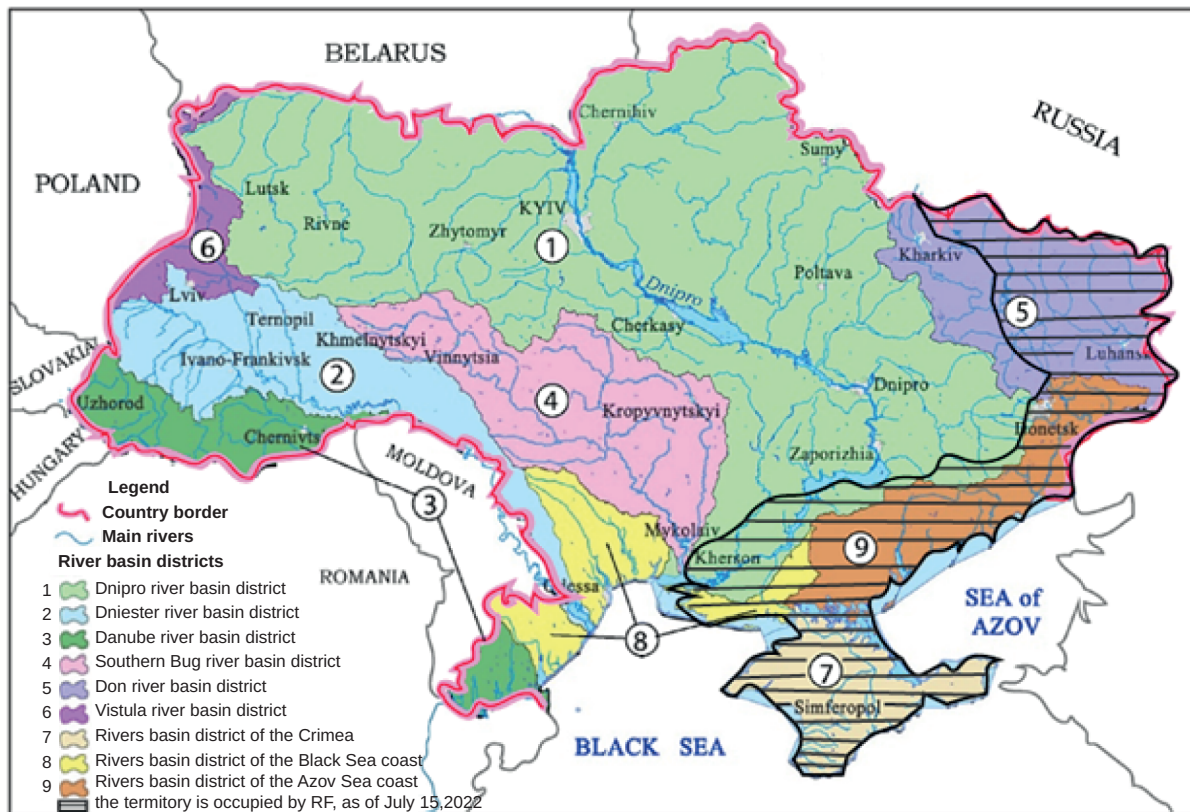 BELARUS
RUSSIA
POLAND
SLOVAKIA
HUNGARY
MOLDOVA
ROMANIA
SEA of
AZOV
BLACK SEA
Chernihiv
Sumy
Lutsk
Rivne
KYIV
Zhytomyr
1
6
Kharkiv
Poltava
Dnipro
5
Lviv
Ternopil
Cherkasy
Khmelnytskyi
Vinnytsia
Luhansk
Ivano-Frankivsk
2
4
Dnipro
Uzhorod
Kropyvnytskyi
Chernivts
Donetsk
Zaporizhia
3
Mykolaiv
Kherson
9
Odessa
8
7
Simferopol
Legend
Country border
Main rivers
River basin districts
1 Dnipro river basin district
2 Dniester river basin district
3 Danube river basin district
4 Southern Bug river basin district
5 Don river basin district
6 Vistula river basin district
7 Rivers basin district of the Crimea
8 Rivers basin district of the Black Sea coast
9 Rivers basin district of the Azov Sea coast
the termitory is occupied by RF, as of July 15,2022